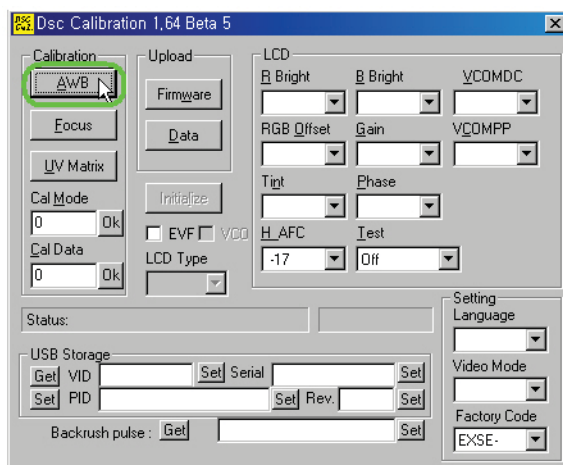 DSC CAL Dsc Calibration 1,64 Beta 5
Calibration
AWB
Focus
UV Matrix
Cal Mode
0 Ok
Cal Data
0 Ok
Upload
Firmware
Data
Initialize
EVF VCO
LCD Type
LCD
R Bright B Bright VCOMDC
RGB Offset Gain VCOMPP
Tint Phase
H_AFC Test
-17 Off
Status:
Setting
Language
Video Mode
Factory Code
EXSE-
USB Storage
Get VID Set Serial Set
Set PID Set Rev. Set
Backrush pulse : Get Set